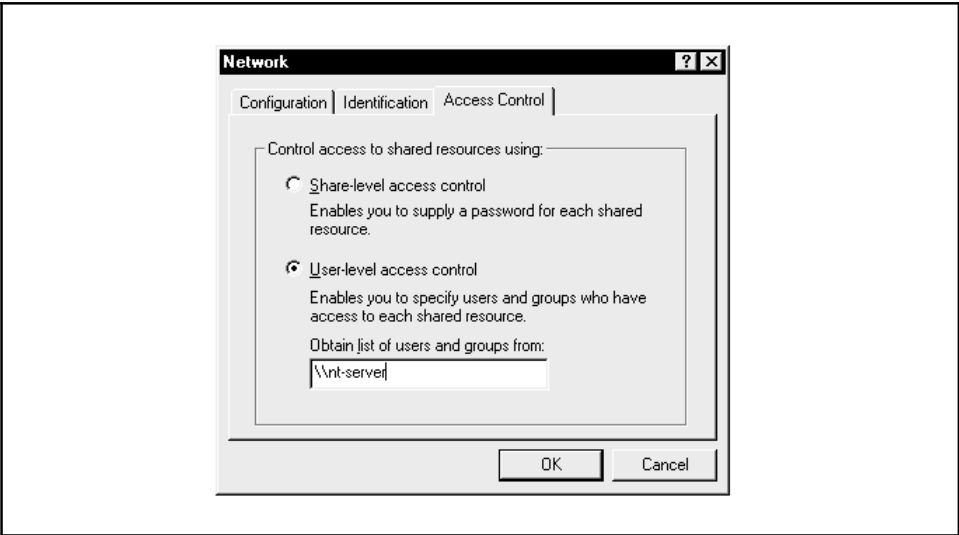 Network
Configuration Identification Access Control
Control access to shared resources using:
Share-level access control
Enables you to supply a password for each shared
resource.
User-level access control
Enables you to specify users and groups who have
access to each shared resource.
Obtain list of users and groups from:
\\nt-server
OK Cancel